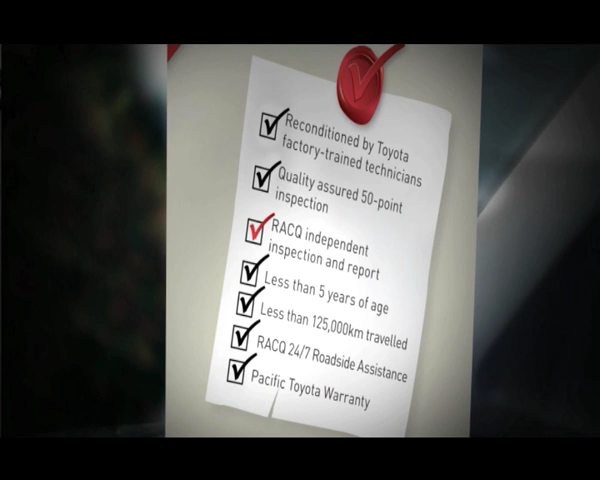 Reconditioned by Toyota
factory-trained technicians
Quality assured 50-point
inspection
RACQ independent
inspection and report
Less than 5 years of age
Less than 125,000km travelled
RACQ 24/7 Roadside Assistance
Pacific Toyota Warranty